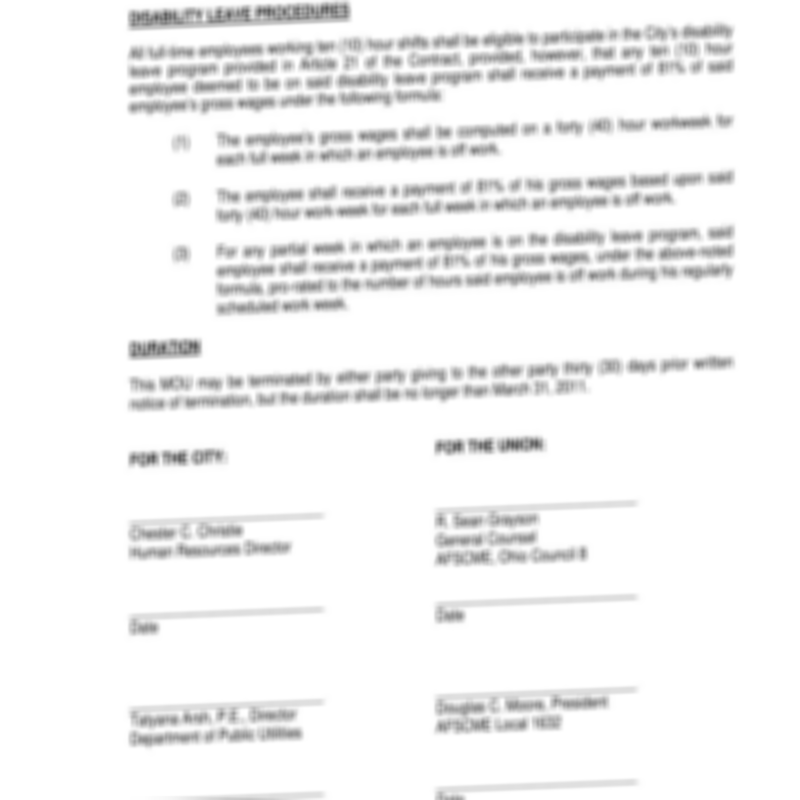 DISABILITY LEAVE PROCEDURES
All full-time employees working ten (10) hour shifts shall be eligible to participate in the City's disability
leave program provided in Article 21 of the Contract, provided, however, that any ten (10) hour
employee deemed to be on said disability leave program shall receive a payment of 81% of said
employee's gross wages under the following formula:
(1) The employee's gross wages shall be computed on a forty (40) hour workweek for
each full week in which an employee is off work.
(2) The employee shall receive a payment of 81% of his gross wages based upon said
forty (40) hour work week for each full week in which an employee is off work.
(3) For any partial week in which an employee is on the disability leave program, said
employee shall receive a payment of 81% of his gross wages, under the above-noted
formula, pro-rated to the number of hours said employee is off work during his regularly
scheduled work week.
DURATION
This MOU may be terminated by either party giving to the other party thirty (30) days prior written
notice of termination, but the duration shall be no longer than March 31, 2011.
FOR THE CITY:
Chester C. Christie
Human Resources Director
Date
Tatyana Arsh, P.E., Director
Department of Public Utilities
FOR THE UNION:
R. Sean Grayson
General Counsel
AFSCME, Ohio Council 8
Date
Douglas C. Moore, President
AFSCME Local 1632
Date